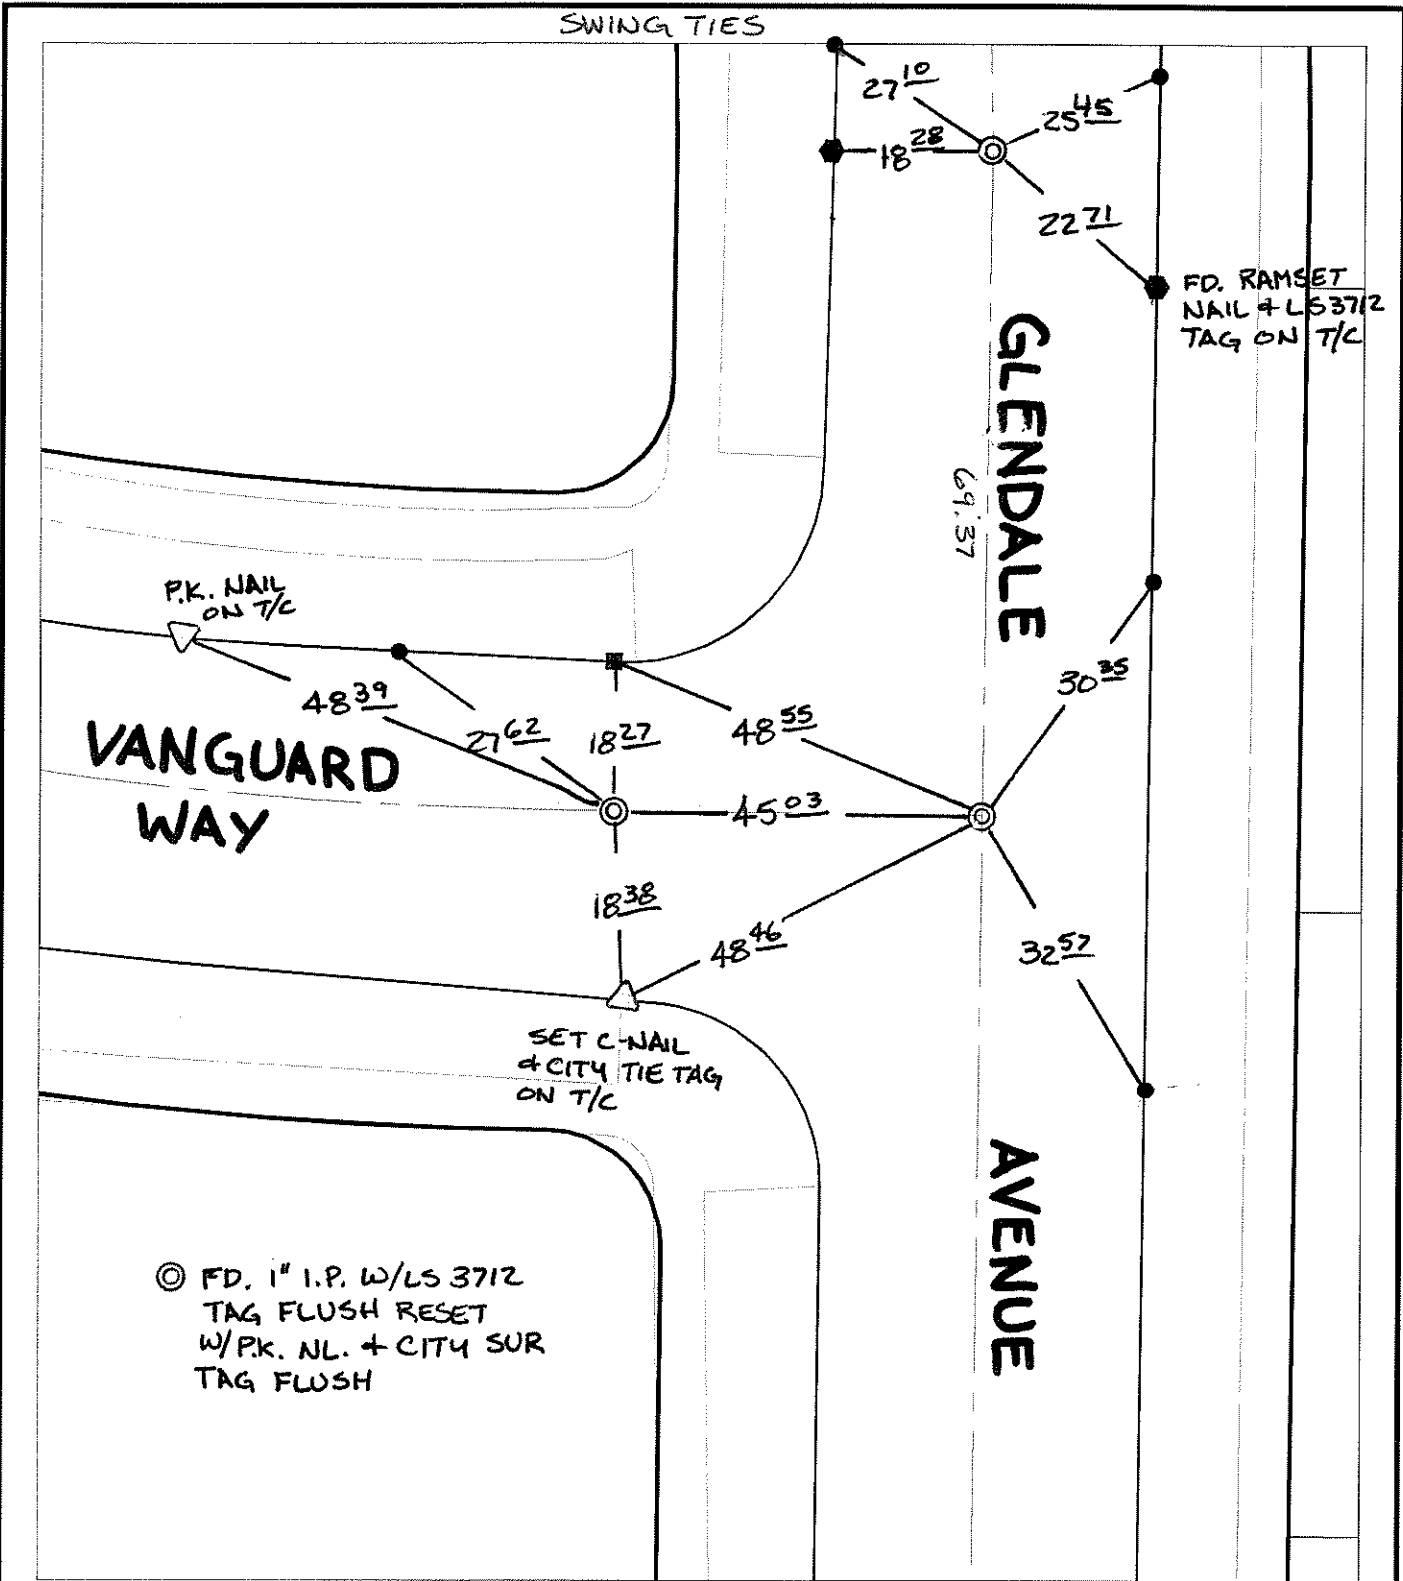 SWING TIES
27 10
25 45
18 28
22 71
FD. RAMSET
NAIL & LS3712
TAG ON T/C
GLENDALE
69.37
P.K. NAIL
ON T/C
48 39
27 62
18 27
48 55
30 35
VANGUARD
WAY
45 03
18 38
48 46
32 57
SET C-NAIL
& CITY TIE TAG
ON T/C
AVENUE
FD. 1" I.P. W/LS 3712
TAG FLUSH RESET
W/P.K. NL. & CITY SUR
TAG FLUSH